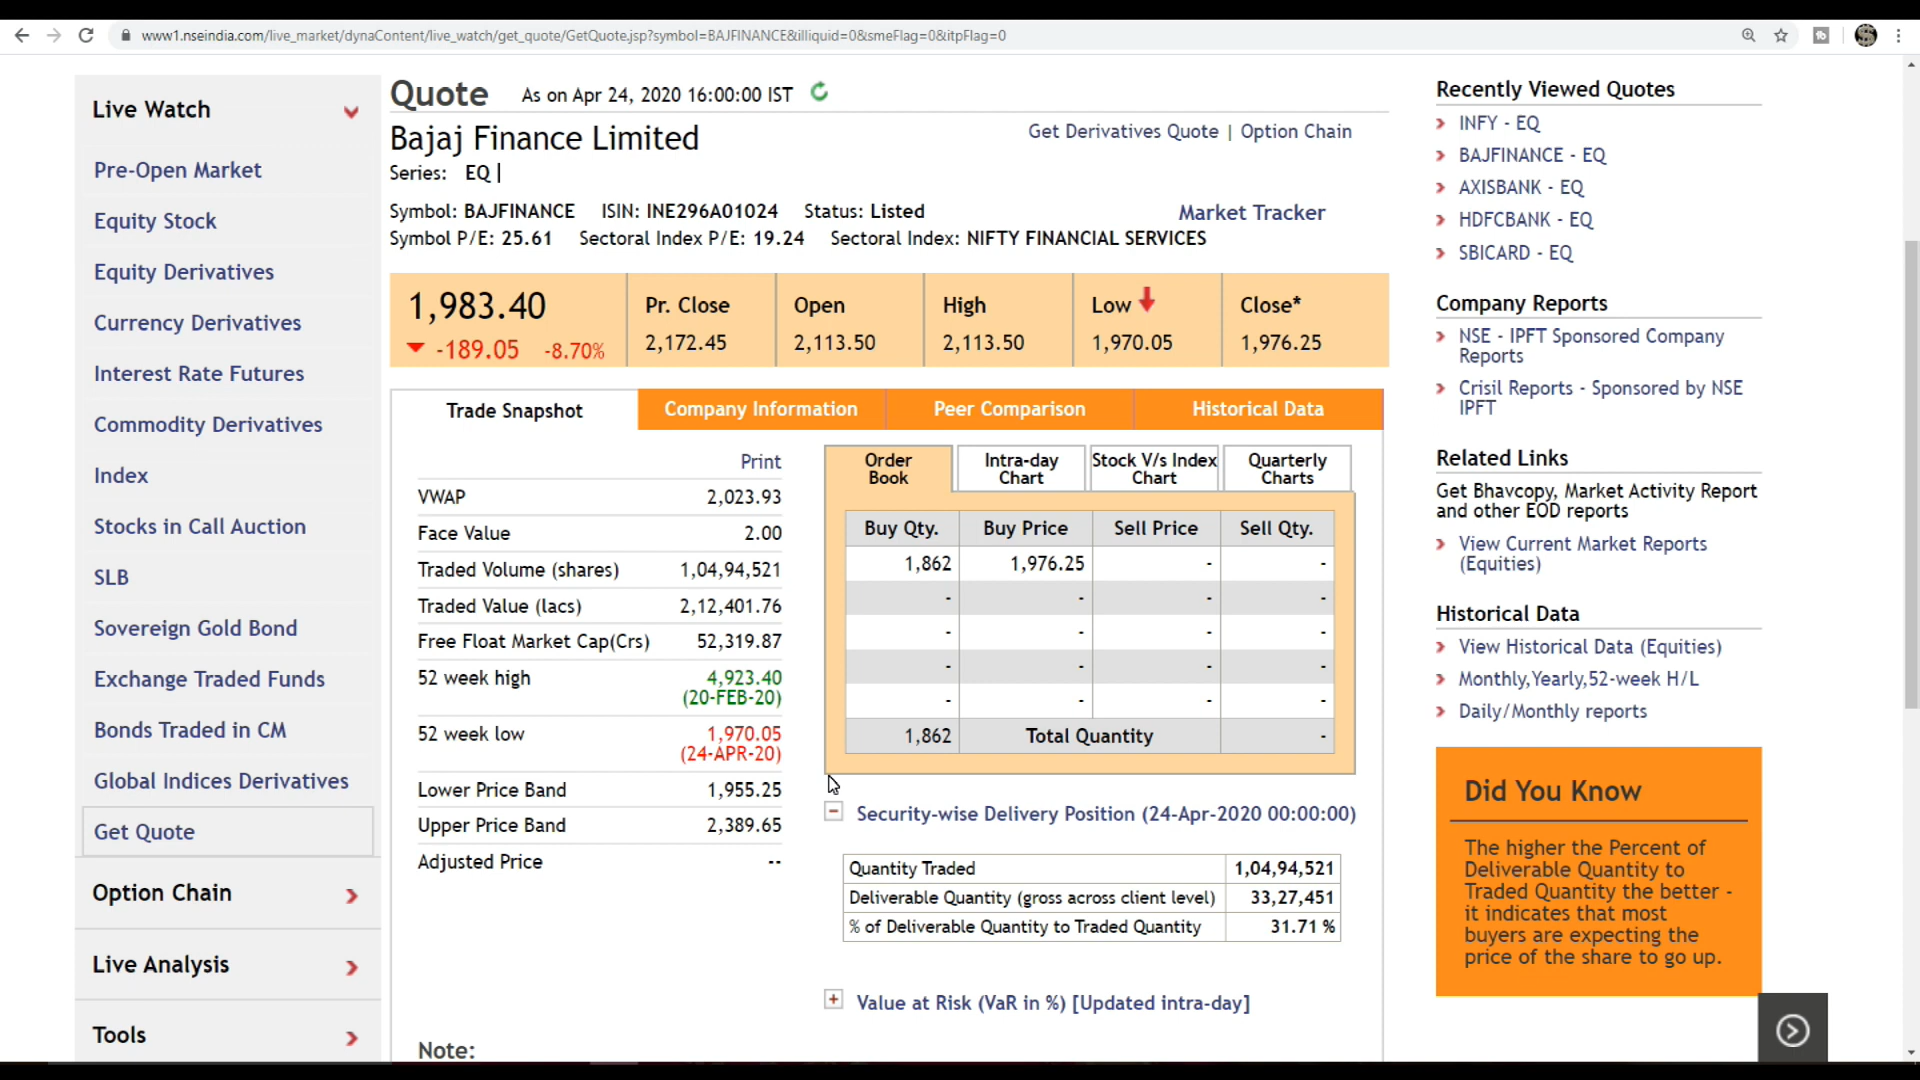 www1.nseindia.com/live_market/dynaContent/live_watch/get_quote/GetQuote.jsp?symbol=BAJFINANCE&illiquid=0&smeFlag=0&itpFlag=0
Live Watch
Pre-Open Market
Equity Stock
Equity Derivatives
Currency Derivatives
Interest Rate Futures
Commodity Derivatives
Index
Stocks in Call Auction
SLB
Sovereign Gold Bond
Exchange Traded Funds
Bonds Traded in CM
Global Indices Derivatives
Get Quote
Option Chain
Live Analysis
Tools
Quote As on Apr 24, 2020 16:00:00 IST
Bajaj Finance Limited
Get Derivatives Quote | Option Chain
Series: EQ |
Symbol: BAJFINANCE ISIN: INE296A01024 Status: Listed
Market Tracker
Symbol P/E: 25.61 Sectoral Index P/E: 19.24 Sectoral Index: NIFTY FINANCIAL SERVICES
1,983.40 Pr. Close Open High Low Close*
-189.05 -8.70% 2,172.45 2,113.50 2,113.50 1,970.05 1,976.25
Trade Snapshot Company Information Peer Comparison Historical Data
Print
VWAP 2,023.93
Face Value 2.00
Traded Volume (shares) 1,04,94,521
Traded Value (lacs) 2,12,401.76
Free Float Market Cap(Crs) 52,319.87
52 week high 4,923.40
(20-FEB-20)
52 week low 1,970.05
(24-APR-20)
Lower Price Band 1,955.25
Upper Price Band 2,389.65
Adjusted Price --
Note:
Order Book
Intra-day Chart
Stock V/s Index Chart
Quarterly Charts
Buy Qty. Buy Price Sell Price Sell Qty.
1,862 1,976.25 - -
- - - -
- - - -
- - - -
- - - -
1,862 Total Quantity -
Security-wise Delivery Position (24-Apr-2020 00:00:00)
Quantity Traded 1,04,94,521
Deliverable Quantity (gross across client level) 33,27,451
% of Deliverable Quantity to Traded Quantity 31.71 %
Value at Risk (VaR in %) [Updated intra-day]
Recently Viewed Quotes
INFY - EQ
BAJFINANCE - EQ
AXISBANK - EQ
HDFCBANK - EQ
SBICARD - EQ
Company Reports
NSE - IPFT Sponsored Company
Reports
Crisil Reports - Sponsored by NSE
IPFT
Related Links
Get Bhavcopy, Market Activity Report
and other EOD reports
View Current Market Reports
(Equities)
Historical Data
View Historical Data (Equities)
Monthly,Yearly,52-week H/L
Daily/Monthly reports
Did You Know
The higher the Percent of
Deliverable Quantity to
Traded Quantity the better -
it indicates that most
buyers are expecting the
price of the share to go up.